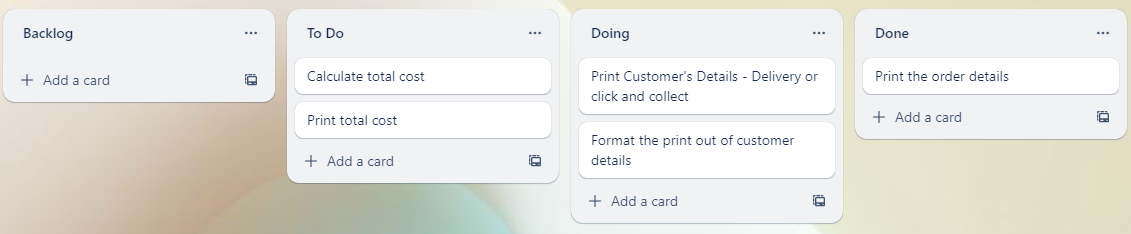 Backlog
Add a card
To Do
Calculate total cost
Print total cost
Add a card
Doing
Print Customer's Details - Delivery or
click and collect
Format the print out of customer
details
Add a card
Done
Print the order details
Add a card